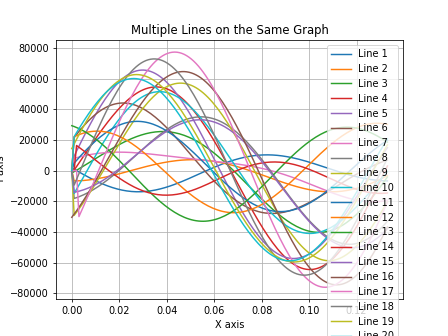 Multiple Lines on the Same Graph
80000
60000
40000
20000
0
−20000
−40000
−60000
−80000
0.00
0.02
0.04
0.06
0.08
0.10
X axis
Line 1
Line 2
Line 3
Line 4
Line 5
Line 6
Line 7
Line 8
Line 9
Line 10
Line 11
Line 12
Line 13
Line 14
Line 15
Line 16
Line 17
Line 18
Line 19
Line 20